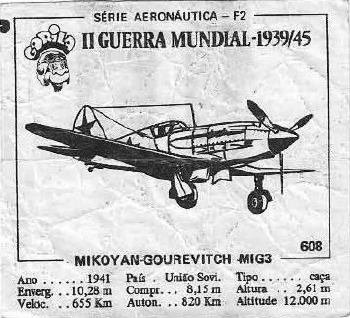 SÉRIE AERONÁUTICA - F2
GORILA
II GUERRA MUNDIAL-1939/45
608
MIKOYAN-GOUREVITCH MIG3
Ano ...... 1941 País . União Sovi. Tipo ...... caça
Enverg. .. 10,28 m Compr... 8,15 m Altura .. 2,61 m
Veloc. .. 655 Km Auton. .. 820 Km Altitude 12.000 m